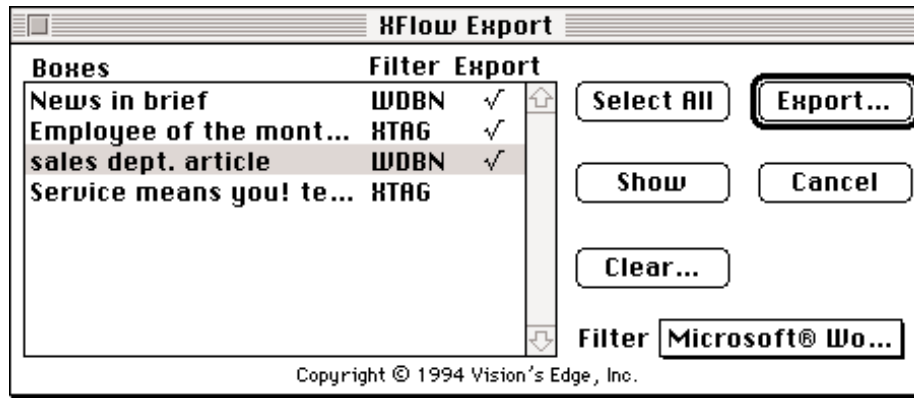 XFlow Export
Boxes Filter Export
News in brief WDBN √
Employee of the mont... XTAG √
sales dept. article WDBN √
Service means you! te... XTAG
Select All Export...
Show Cancel
Clear...
Filter Microsoft® Wo...
Copyright © 1994 Vision's Edge, Inc.